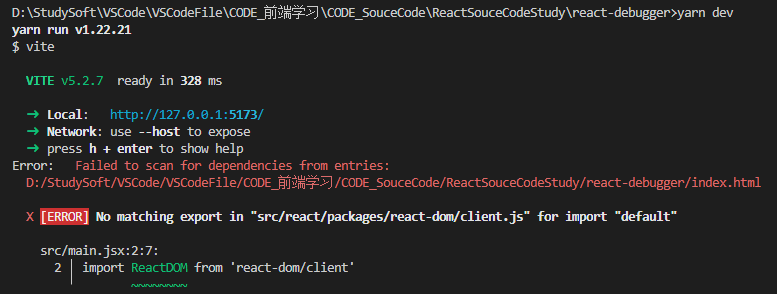 D:\StudySoft\VSCode\VSCodeFile\CODE_前端学习\CODE_SouceCode\ReactSouceCodeStudy\react-debugger>yarn dev
yarn run v1.22.21
$ vite
VITE v5.2.7 ready in 328 ms
➜ Local: http://127.0.0.1:5173/
➜ Network: use --host to expose
➜ press h + enter to show help
Error: Failed to scan for dependencies from entries:
D:/StudySoft/VSCode/VSCodeFile/CODE_前端学习/CODE_SouceCode/ReactSouceCodeStudy/react-debugger/index.html
X [ERROR] No matching export in "src/react/packages/react-dom/client.js" for import "default"
src/main.jsx:2:7:
2 │ import ReactDOM from 'react-dom/client'
~~~~~~~~